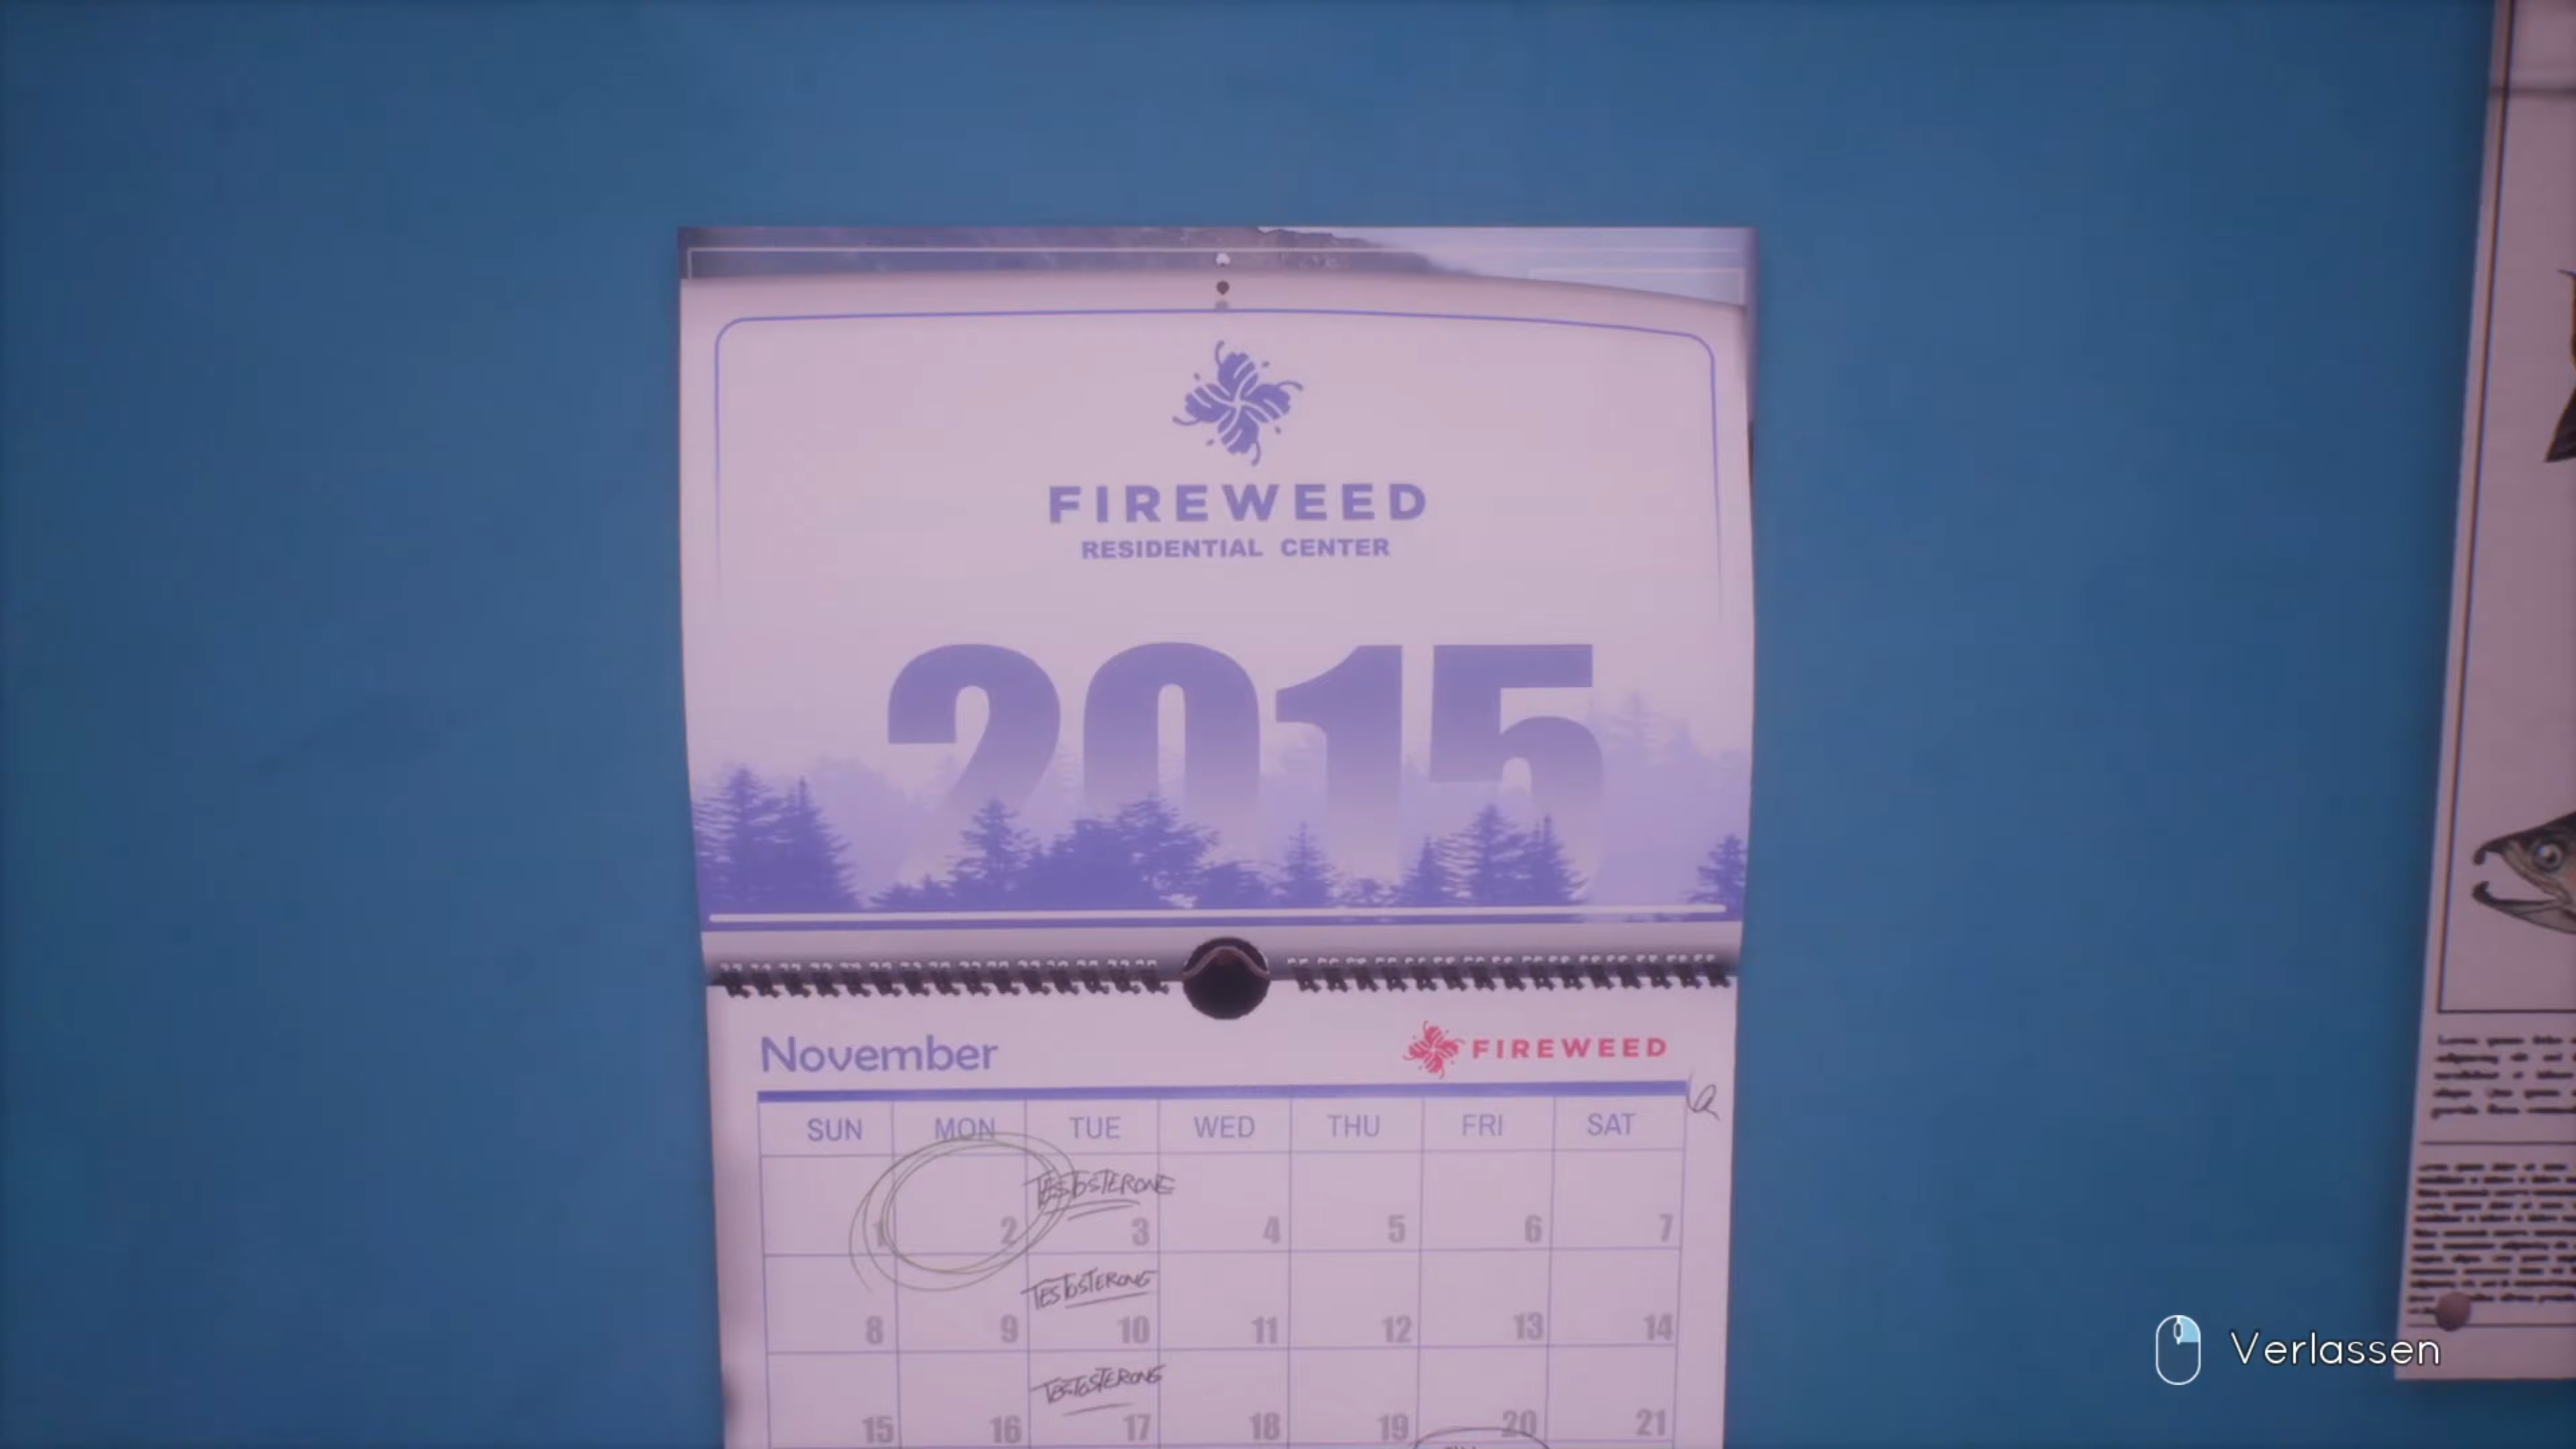 FIREWEED
RESIDENTIAL CENTER
2015
November
FIREWEED
SUN MON TUE WED THU FRI SAT
TESTOSTERONE
1 2 3 4 5 6 7
TESTOSTERONE
8 9 10 11 12 13 14
TESTOSTERONE
15 16 17 18 19 20 21
Verlassen